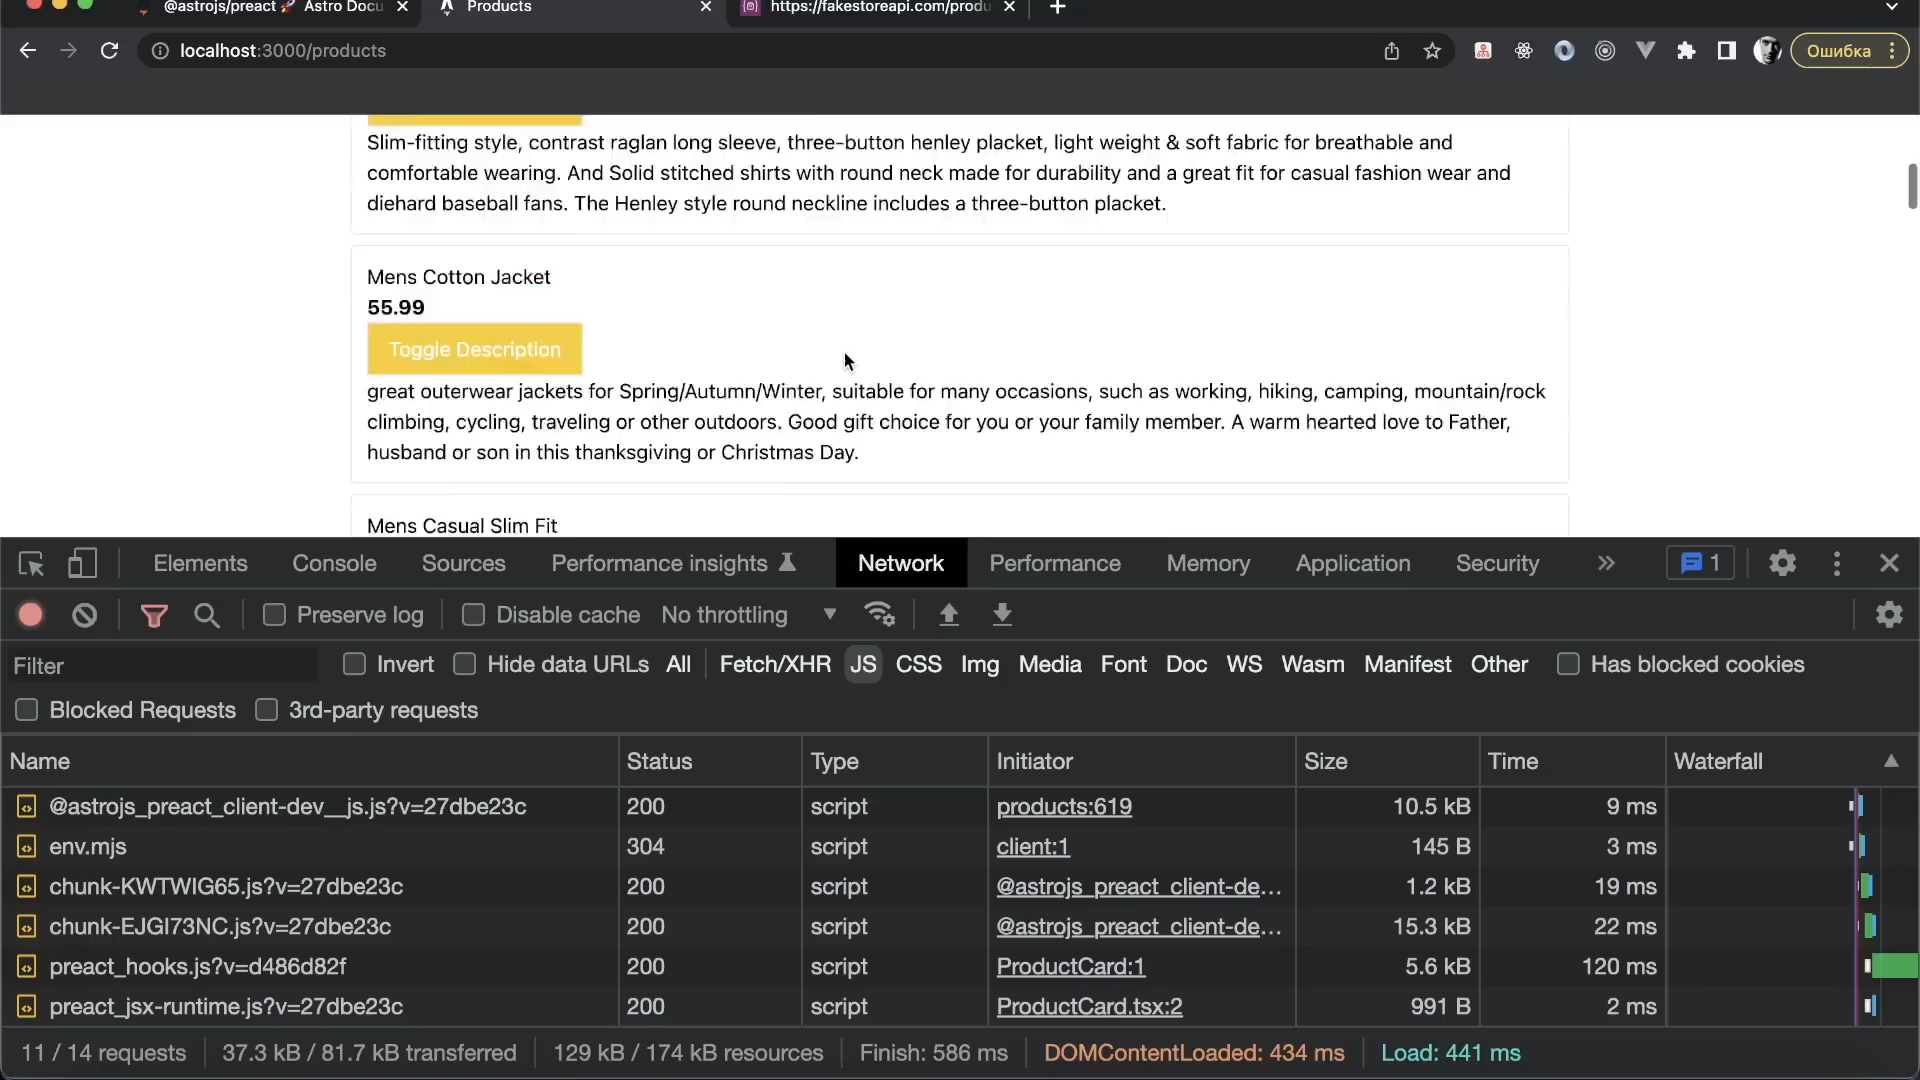 @astrojs/preact 🚀 Astro Docu
Products
https://fakestoreapi.com/produ
localhost:3000/products
Ошибка
Slim-fitting style, contrast raglan long sleeve, three-button henley placket, light weight & soft fabric for breathable and
comfortable wearing. And Solid stitched shirts with round neck made for durability and a great fit for casual fashion wear and
diehard baseball fans. The Henley style round neckline includes a three-button placket.
Mens Cotton Jacket
55.99
Toggle Description
great outerwear jackets for Spring/Autumn/Winter, suitable for many occasions, such as working, hiking, camping, mountain/rock
climbing, cycling, traveling or other outdoors. Good gift choice for you or your family member. A warm hearted love to Father,
husband or son in this thanksgiving or Christmas Day.
Mens Casual Slim Fit
Elements Console Sources Performance insights Network Performance Memory Application Security 1
Preserve log Disable cache No throttling
Filter Invert Hide data URLs All Fetch/XHR JS CSS Img Media Font Doc WS Wasm Manifest Other Has blocked cookies
Blocked Requests 3rd-party requests
Name Status Type Initiator Size Time Waterfall
@astrojs_preact_client-dev__js.js?v=27dbe23c 200 script products:619 10.5 kB 9 ms
env.mjs 304 script client:1 145 B 3 ms
chunk-KWTWIG65.js?v=27dbe23c 200 script @astrojs_preact_client-de... 1.2 kB 19 ms
chunk-EJGI73NC.js?v=27dbe23c 200 script @astrojs_preact_client-de... 15.3 kB 22 ms
preact_hooks.js?v=d486d82f 200 script ProductCard:1 5.6 kB 120 ms
preact_jsx-runtime.js?v=27dbe23c 200 script ProductCard.tsx:2 991 B 2 ms
11 / 14 requests 37.3 kB / 81.7 kB transferred 129 kB / 174 kB resources Finish: 586 ms DOMContentLoaded: 434 ms Load: 441 ms